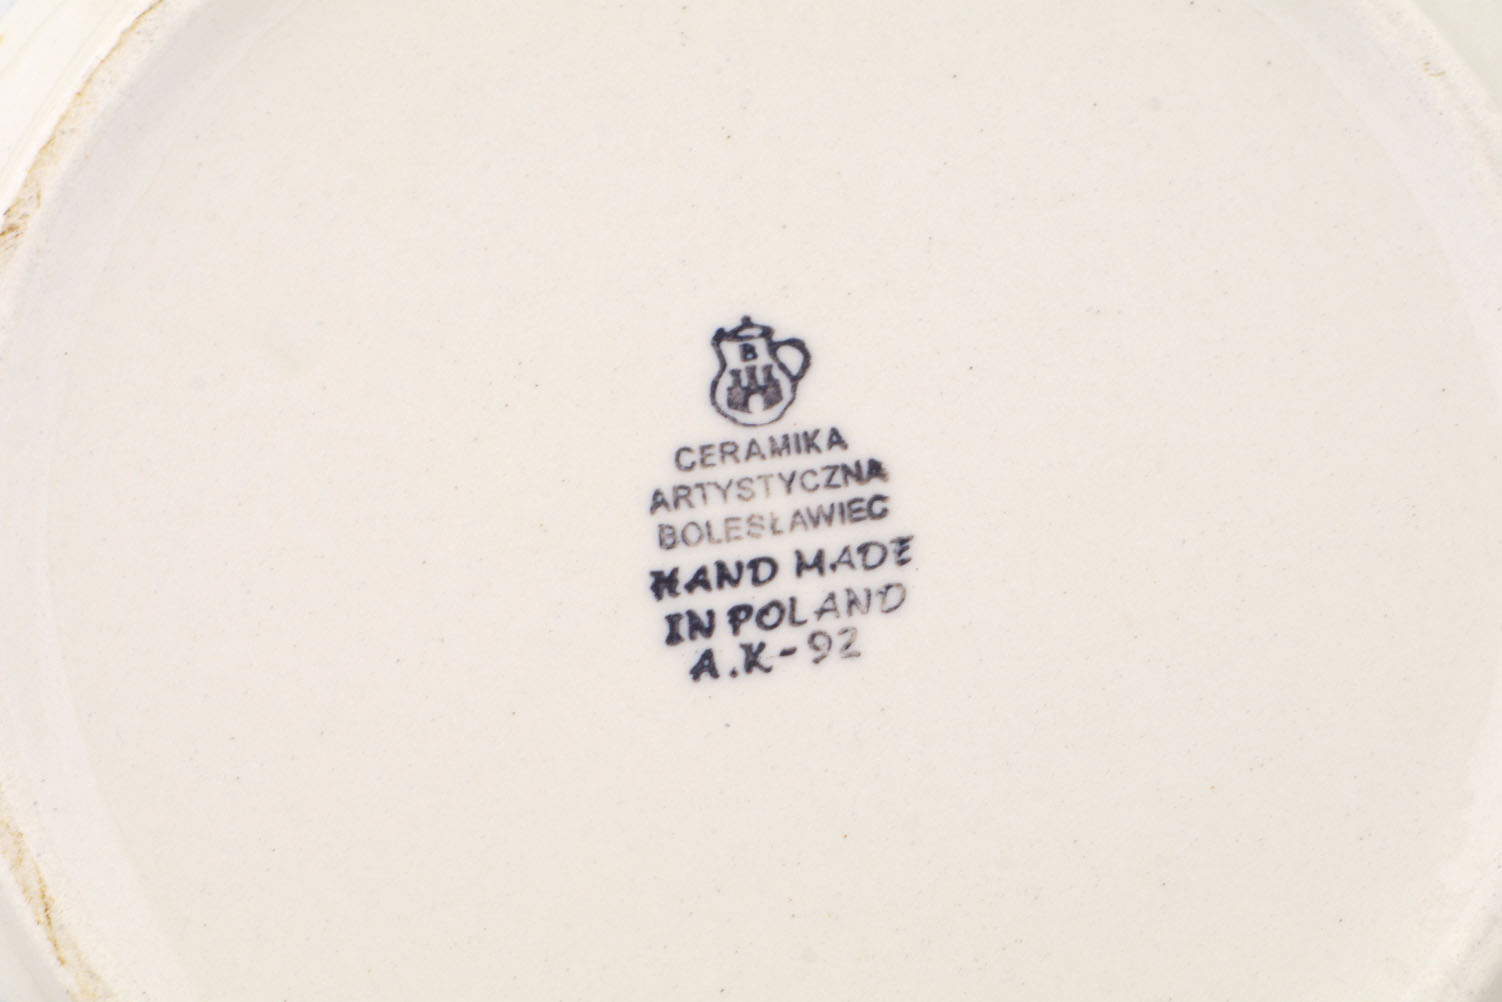 B
CERAMIKA
ARTYSTYCZNA
BOLESŁAWIEC
HAND MADE
IN POLAND
A.K-92